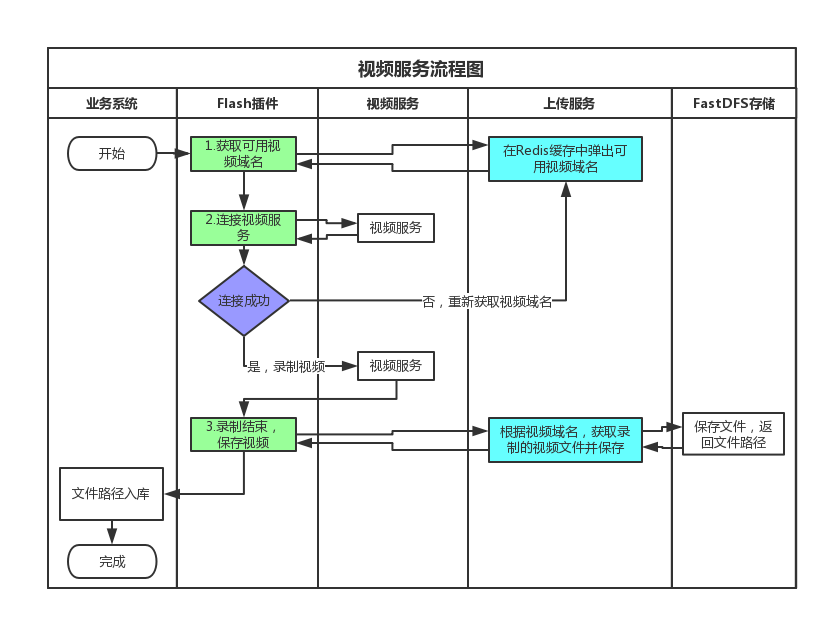 视频服务流程图
业务系统
Flash插件
视频服务
上传服务
FastDFS存储
开始
1.获取可用视
频域名
在Redis缓存中弹出可
用视频域名
2.连接视频服
务
视频服务
连接成功
否，重新获取视频域名
是，录制视频
视频服务
3.录制结束，
保存视频
根据视频域名，获取录
制的视频文件并保存
保存文件，返
回文件路径
文件路径入库
完成